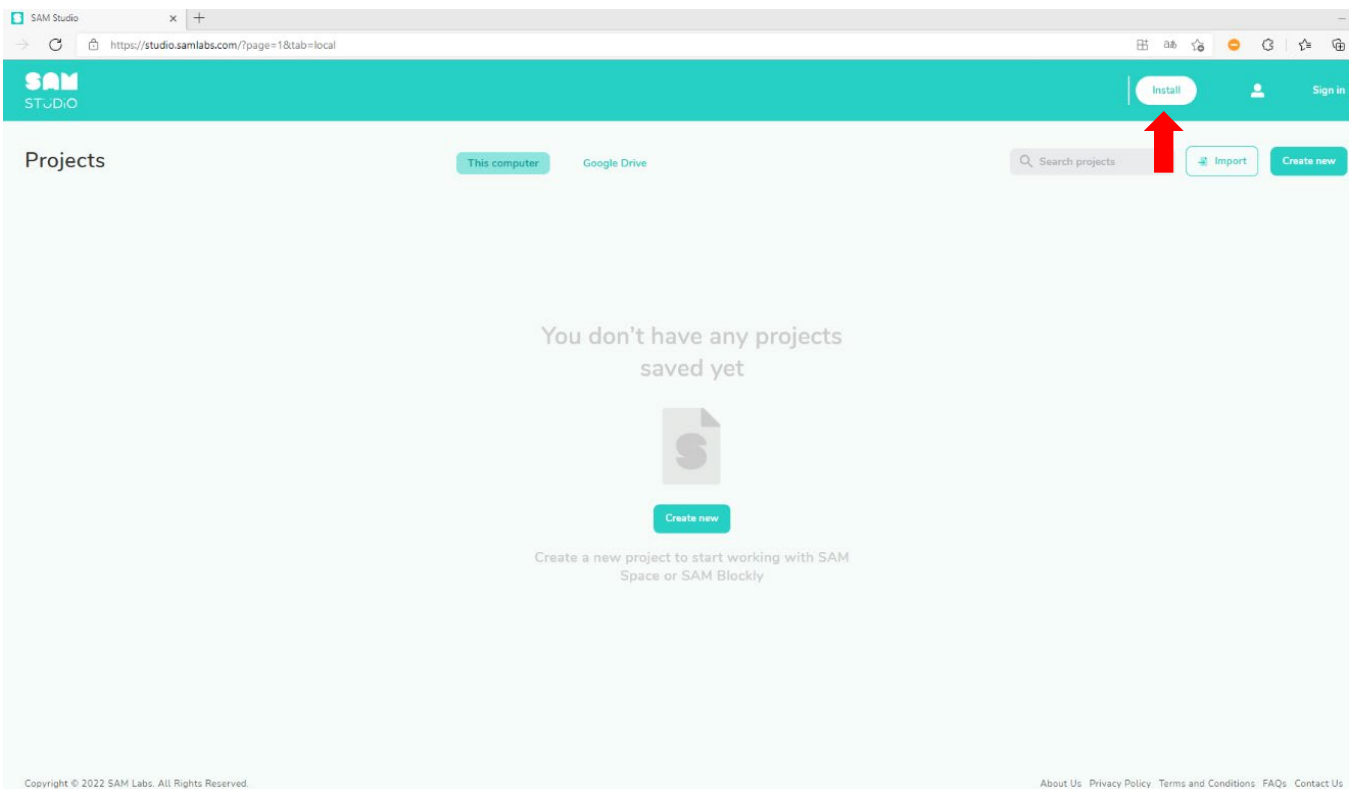 SAM Studio
https://studio.samlabs.com/?page=1&tab=local
SAM
STUDIO
Install
Sign in
Projects
This computer
Google Drive
Search projects
Import
Create new
You don't have any projects
saved yet
S
Create new
Create a new project to start working with SAM
Space or SAM Blockly
Copyright © 2022 SAM Labs. All Rights Reserved.
About Us Privacy Policy Terms and Conditions FAQs Contact Us